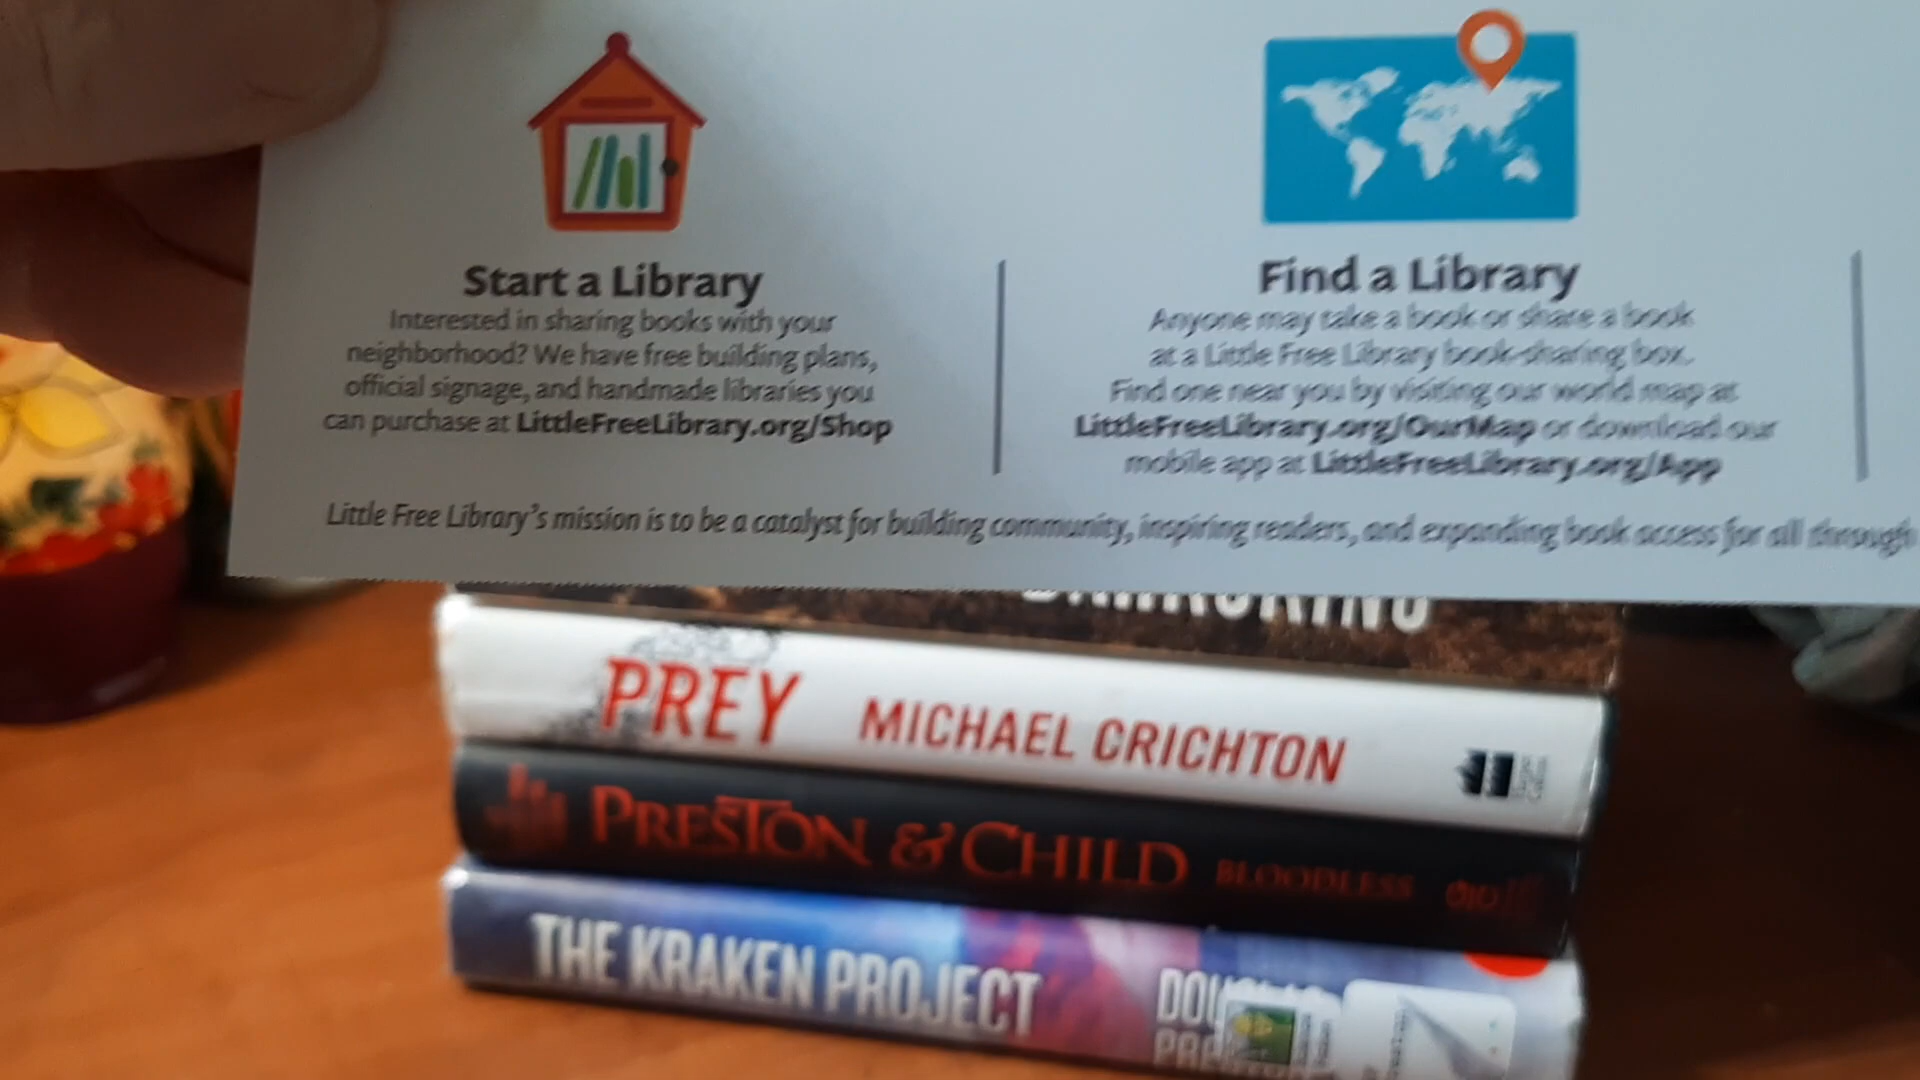 Start a Library
Interested in sharing books with your
neighborhood? We have free building plans,
official signage, and handmade libraries you
can purchase at LittleFreeLibrary.org/Shop
Find a Library
Anyone may take a book or share a book
at a Little Free Library book-sharing box.
Find one near you by visiting our world map at
LittleFreeLibrary.org/OurMap or download our
mobile app at LittleFreeLibrary.org/App
Little Free Library's mission is to be a catalyst for building community, inspiring readers, and expanding book access for all through
PREY MICHAEL CRICHTON
PRESTON & CHILD BLOODLESS
THE KRAKEN PROJECT